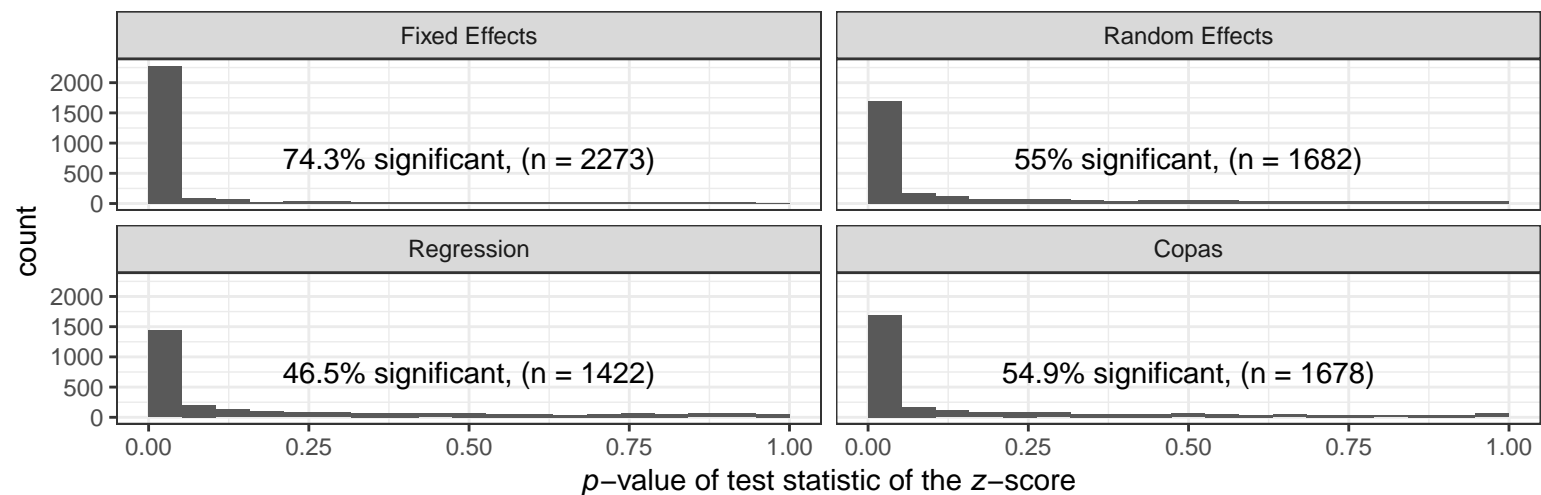 Fixed Effects
Random Effects
2000
1500
1000
500
0
74.3% significant, (n = 2273)
55% significant, (n = 1682)
count
Regression
Copas
2000
1500
1000
500
0
46.5% significant, (n = 1422)
54.9% significant, (n = 1678)
0.00 0.25 0.50 0.75 1.00
0.00 0.25 0.50 0.75 1.00
p−value of test statistic of the z−score